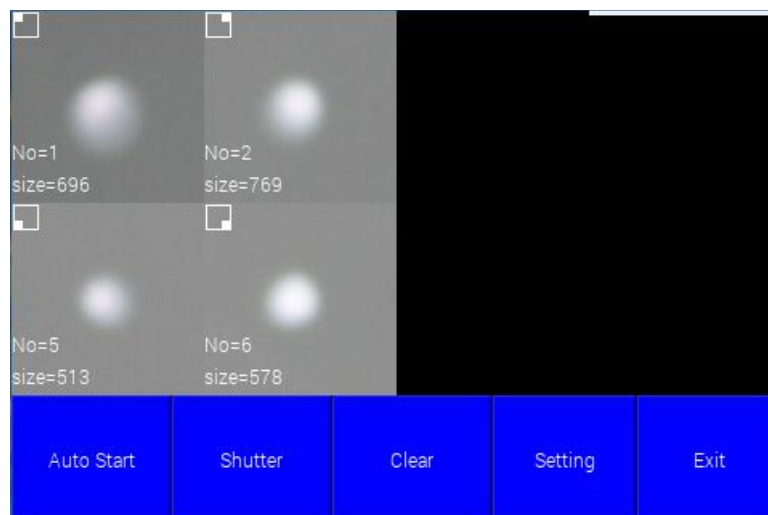 No=1
size=696
No=2
size=769
No=5
size=513
No=6
size=578
Auto Start
Shutter
Clear
Setting
Exit